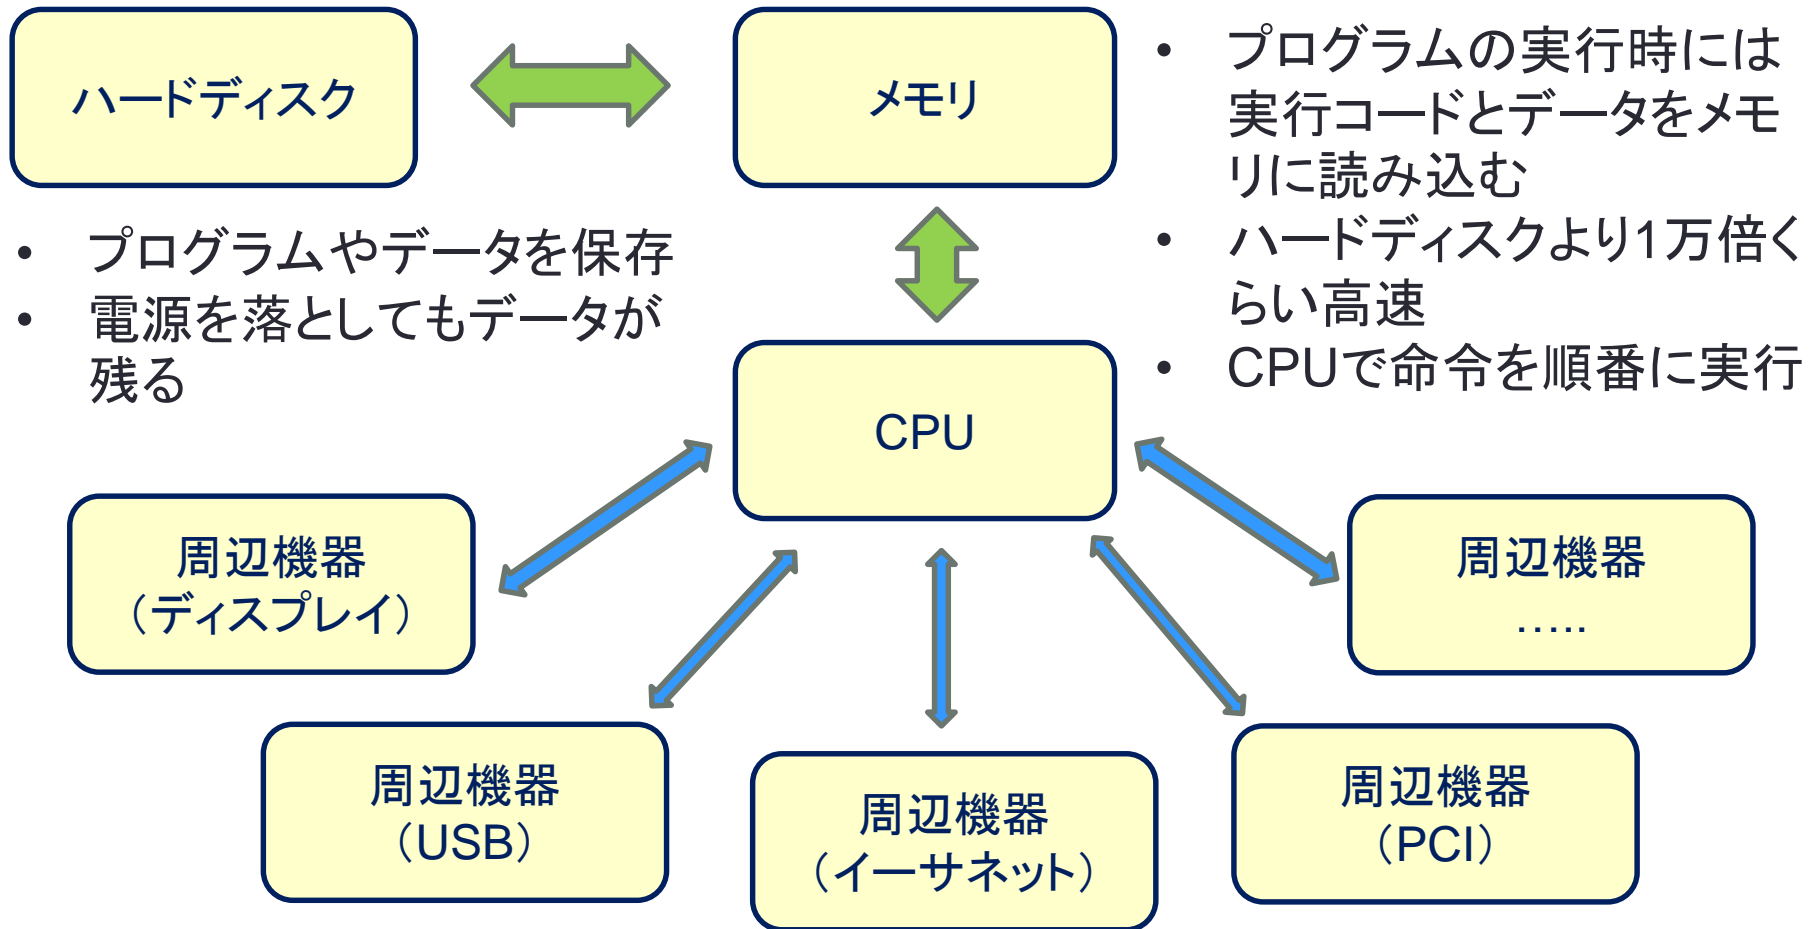 ハードディスク
メモリ
• プログラムの実行時には
実行コードとデータをメモ
リに読み込む
• ハードディスクより1万倍く
らい高速
• CPUで命令を順番に実行
• プログラムやデータを保存
• 電源を落としてもデータが
残る
CPU
周辺機器
（ディスプレイ）
周辺機器
…..
周辺機器
（USB）
周辺機器
（イーサネット）
周辺機器
（PCI）